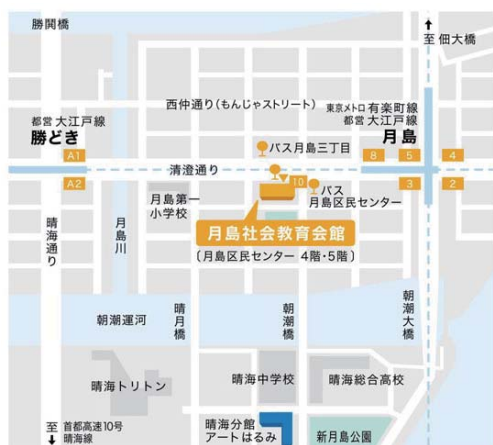 勝鬨橋
至 佃大橋
西仲通り(もんじゃストリート)
東京メトロ 有楽町線
都営 大江戸線
月島
都営 大江戸線
勝どき
バス月島三丁目
A1
8
5
4
清澄通り
A2
10
3
2
月島第一
小学校
バス
月島区民センター
晴海通り
月島川
月島社会教育会館
〔月島区民センター 4階・5階〕
朝潮運河
晴月橋
朝潮橋
朝潮大橋
晴海トリトン
晴海中学校
晴海総合高校
至 首都高速10号
晴海線
晴海分館
アートはるみ
新月島公園